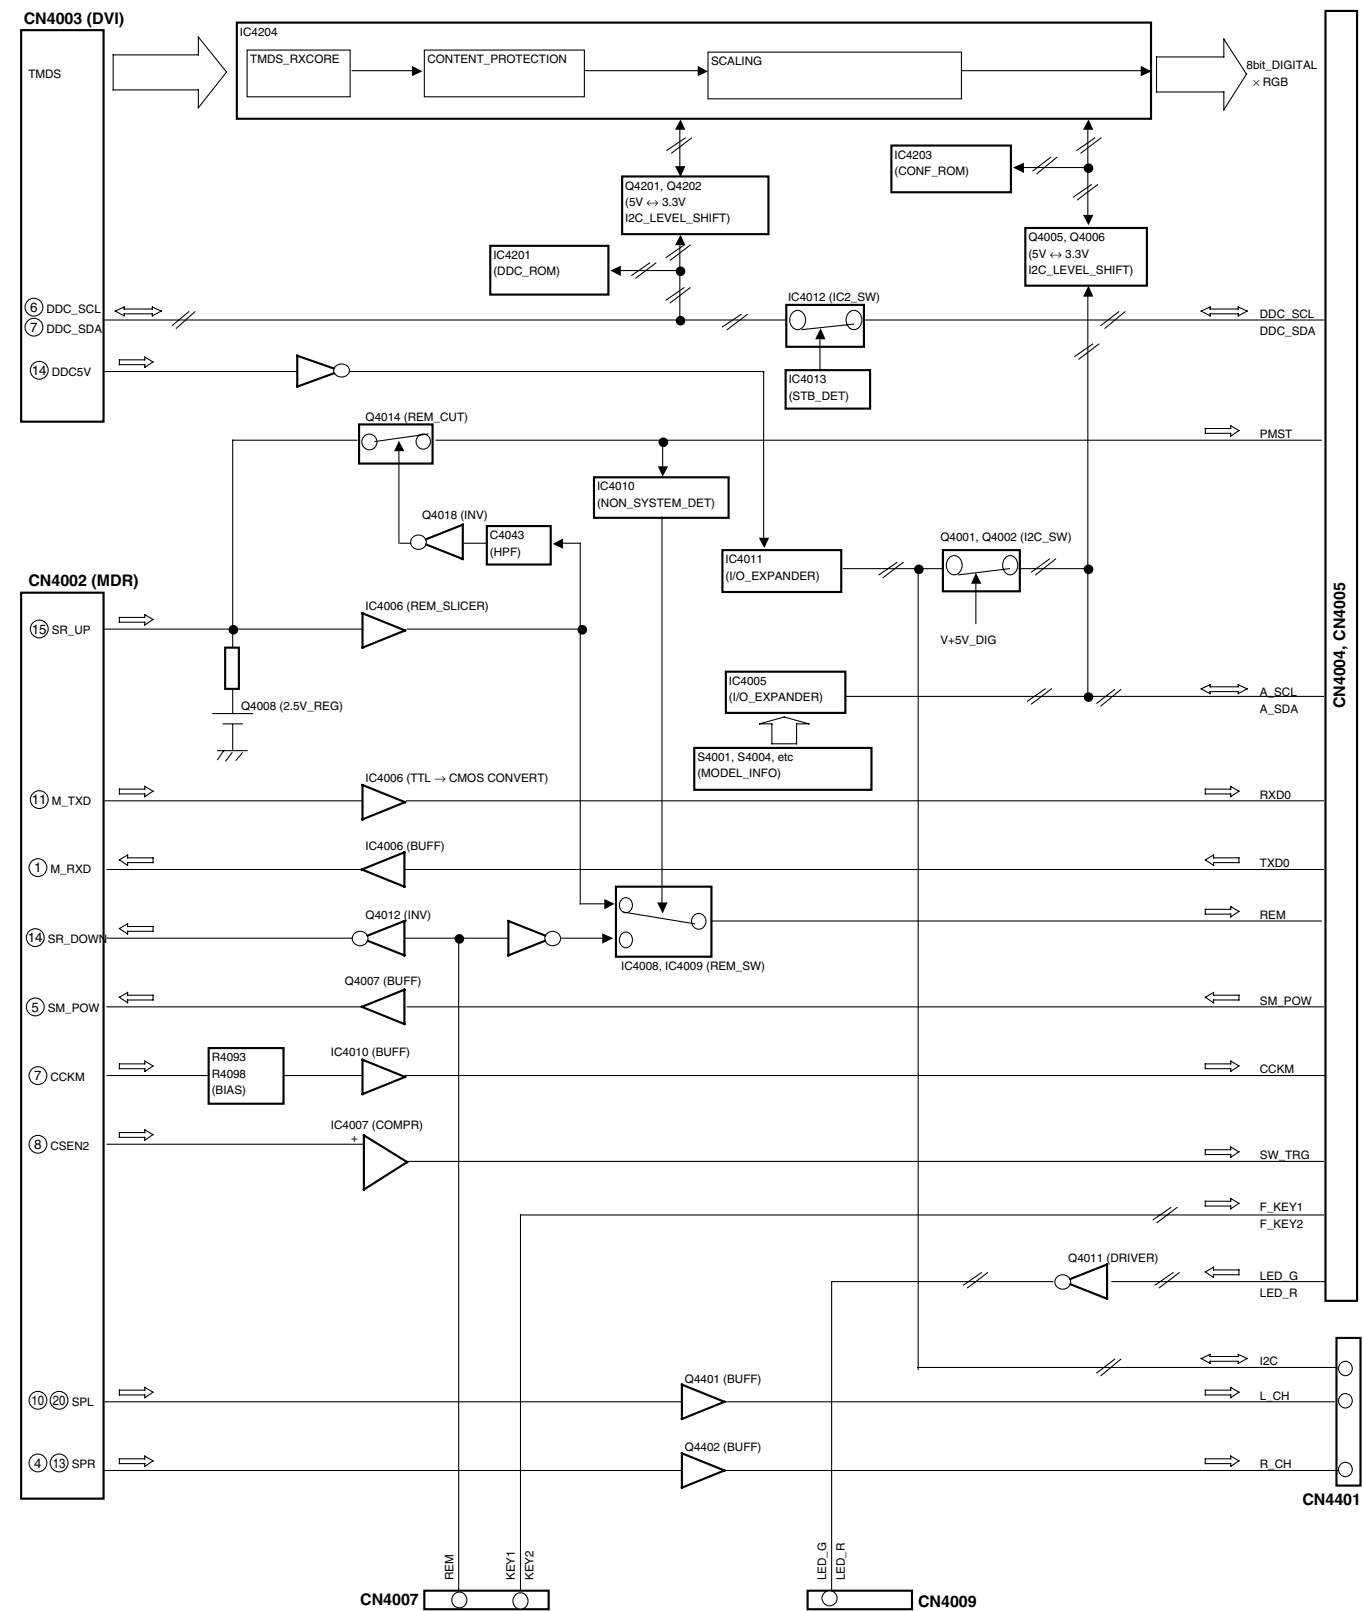 CN4003 (DVI)
TMDS
IC4204
TMDS_RXCORE
CONTENT_PROTECTION
SCALING
8bit_DIGITAL
× RGB
IC4203
(CONF_ROM)
Q4201, Q4202
(5V ↔ 3.3V
I2C_LEVEL_SHIFT)
Q4005, Q4006
(5V ↔ 3.3V
I2C_LEVEL_SHIFT)
IC4201
(DDC_ROM)
6 DDC_SCL
7 DDC_SDA
IC4012 (IC2_SW)
DDC_SCL
DDC_SDA
14 DDC5V
IC4013
(STB_DET)
Q4014 (REM_CUT)
PMST
IC4010
(NON_SYSTEM_DET)
Q4018 (INV)
C4043
(HPF)
IC4011
(I/O_EXPANDER)
Q4001, Q4002 (I2C_SW)
V+5V_DIG
CN4004, CN4005
CN4002 (MDR)
15 SR_UP
IC4006 (REM_SLICER)
Q4008 (2.5V_REG)
IC4005
(I/O_EXPANDER)
A_SCL
A_SDA
S4001, S4004, etc
(MODEL_INFO)
11 M_TXD
IC4006 (TTL → CMOS CONVERT)
RXD0
1 M_RXD
IC4006 (BUFF)
TXD0
14 SR_DOWN
Q4012 (INV)
REM
IC4008, IC4009 (REM_SW)
5 SM_POW
Q4007 (BUFF)
SM_POW
7 CCKM
R4093
R4098
(BIAS)
IC4010 (BUFF)
CCKM
8 CSEN2
IC4007 (COMPR)
+
SW_TRG
F_KEY1
F_KEY2
Q4011 (DRIVER)
LED_G
LED_R
I2C
10 20 SPL
Q4401 (BUFF)
L_CH
4 13 SPR
Q4402 (BUFF)
R_CH
CN4401
REM
KEY1
KEY2
LED_G
LED_R
CN4007
CN4009